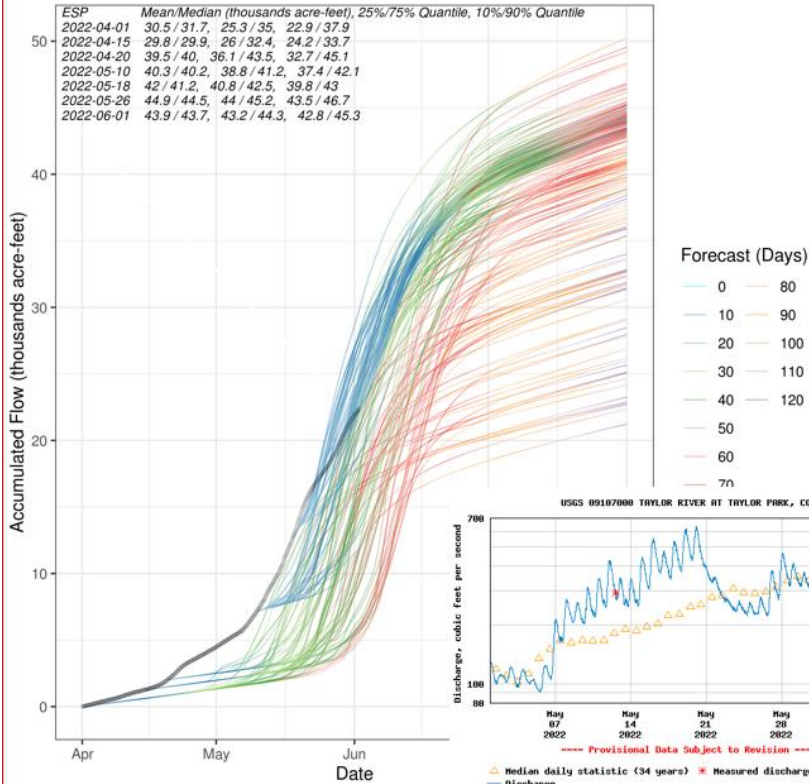 ESP Mean/Median (thousands acre-feet), 25%/75% Quantile, 10%/90% Quantile
2022-04-01 30.5 / 31.7, 25.3 / 35, 22.9 / 37.9
2022-04-15 29.8 / 29.9, 26 / 32.4, 24.2 / 33.7
2022-04-20 39.5 / 40, 36.1 / 43.5, 32.7 / 45.1
2022-05-10 40.3 / 40.2, 38.8 / 41.2, 37.4 / 42.1
2022-05-18 42 / 41.2, 40.8 / 42.5, 39.8 / 43
2022-05-26 44.9 / 44.5, 44 / 45.2, 43.5 / 46.7
2022-06-01 43.9 / 43.7, 43.2 / 44.3, 42.8 / 45.3
50
40
30
20
10
0
Accumulated Flow (thousands acre-feet)
Apr May Jun
Date
Forecast (Days)
0 80
10 90
20 100
30 110
40 120
50
60
70
USGS 09107000 TAYLOR RIVER AT TAYLOR PARK, CO
700
100
80
Discharge, cubic feet per second
May May May May
07 14 21 28
2022 2022 2022 2022
---- Provisional Data Subject to Revision ----
Median daily statistic (34 years) Measured discharge
Discharge